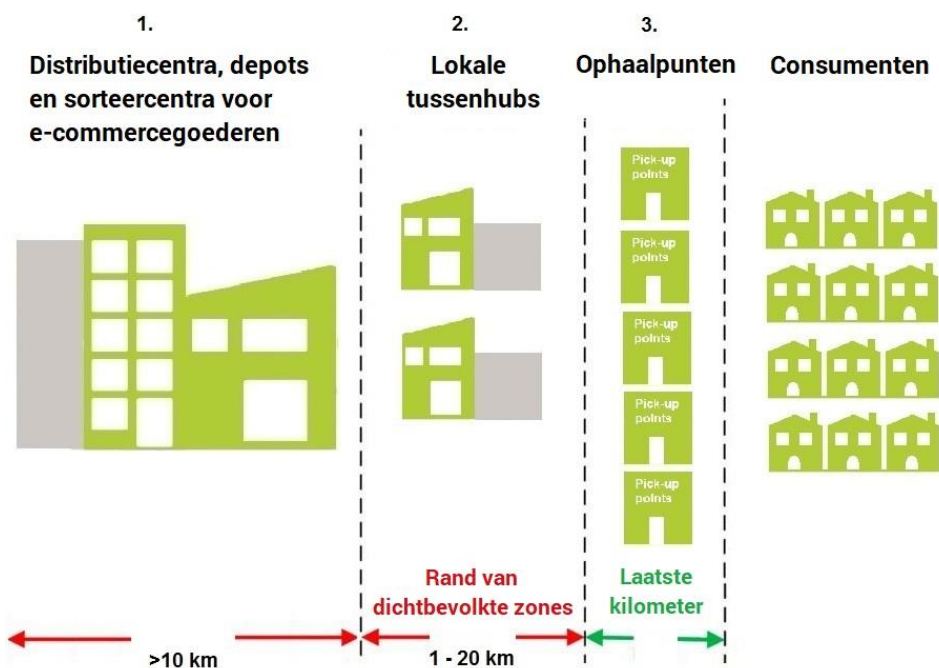 1.
Distributiecentra, depots
en sorteercentra voor
e-commercegoederen
2.
Lokale
tussenhubs
3.
Ophaalpunten
Consumenten
Pick-up
points
Pick-up
points
Pick-up
points
Pick-up
points
Pick-up
points
Rand van
dichtbevolkte zones
Laatste
kilometer
>10 km
1 - 20 km